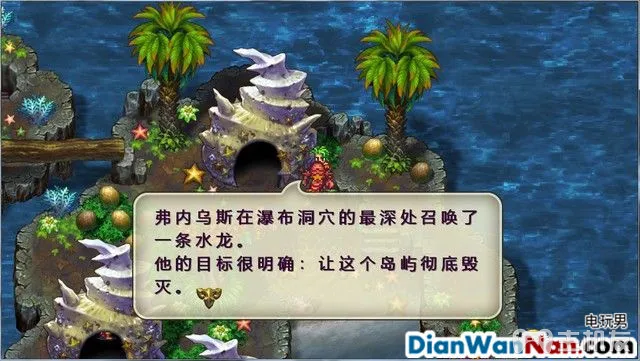 弗内乌斯在瀑布洞穴的最深处召唤了
一条水龙。
他的目标很明确：让这个岛屿彻底毁
灭。
电玩男
DianWanNan.com